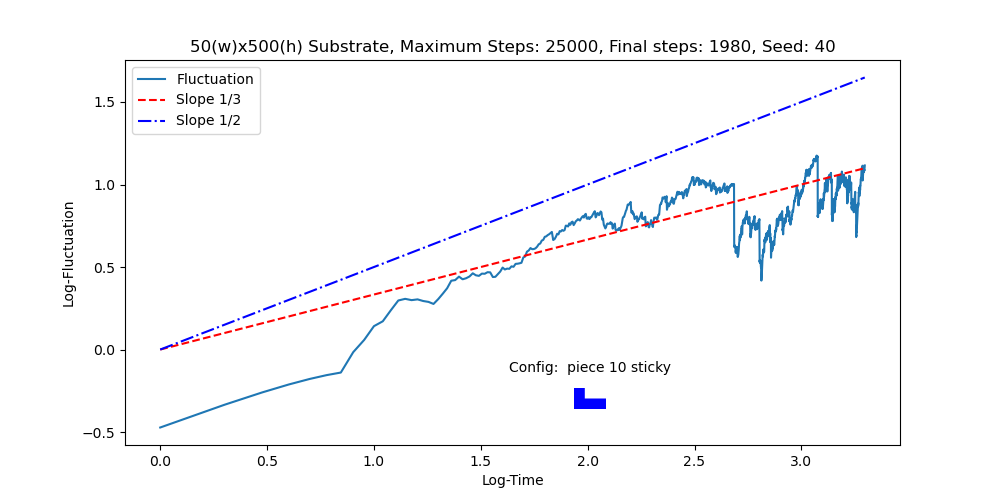 50(w)x500(h) Substrate, Maximum Steps: 25000, Final steps: 1980, Seed: 40
Fluctuation
Slope 1/3
Slope 1/2
1.5
1.0
0.5
0.0
−0.5
Log-Fluctuation
Config:  piece 10 sticky
0.0 0.5 1.0 1.5 2.0 2.5 3.0
Log-Time